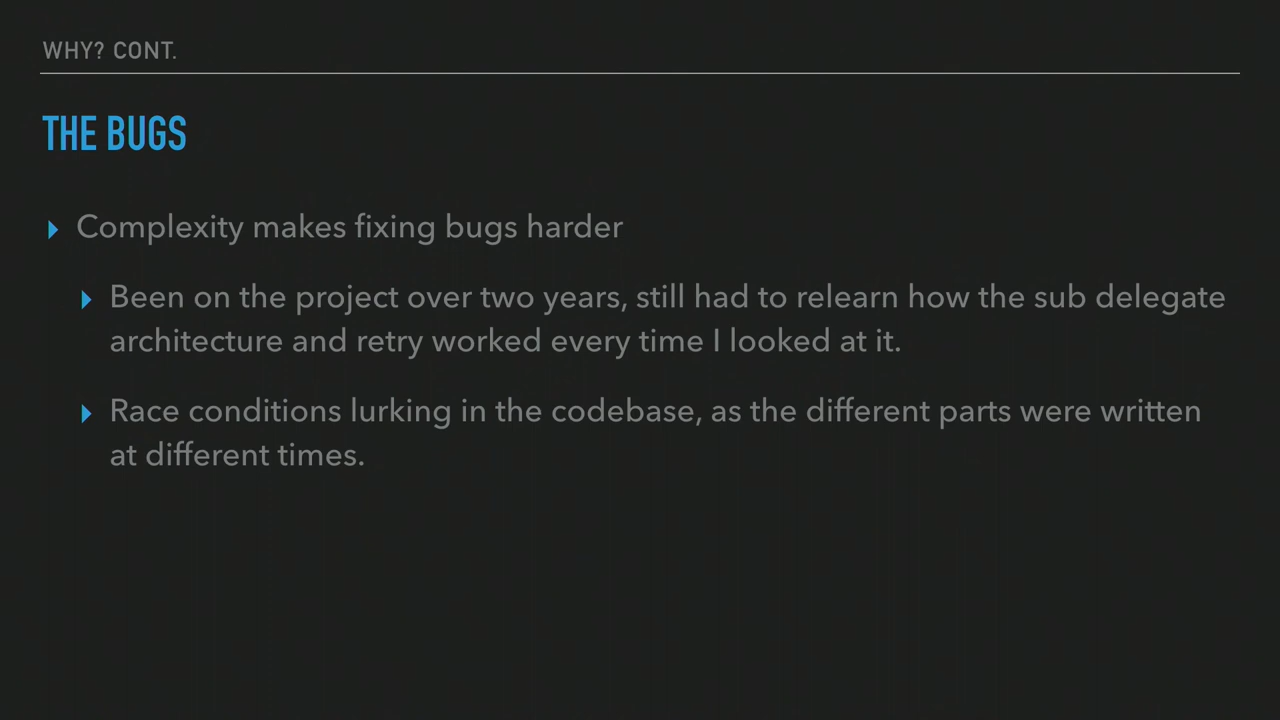 WHY? CONT.
THE BUGS
Complexity makes fixing bugs harder
Been on the project over two years, still had to relearn how the sub delegate
architecture and retry worked every time I looked at it.
Race conditions lurking in the codebase, as the different parts were written
at different times.